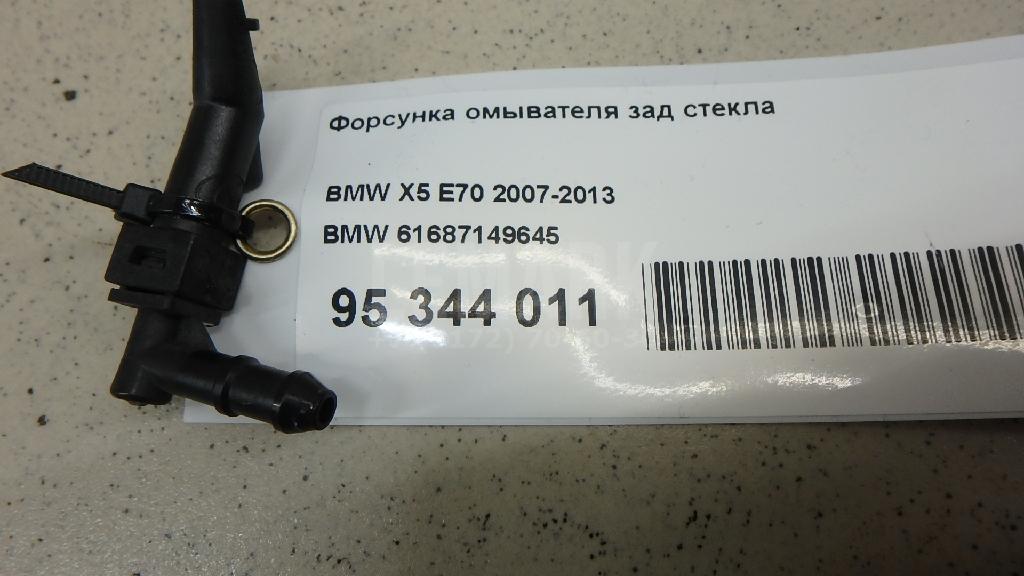 Форсунка омывателя зад стекла
BMW X5 E70 2007-2013
BMW 61687149645
95 344 011